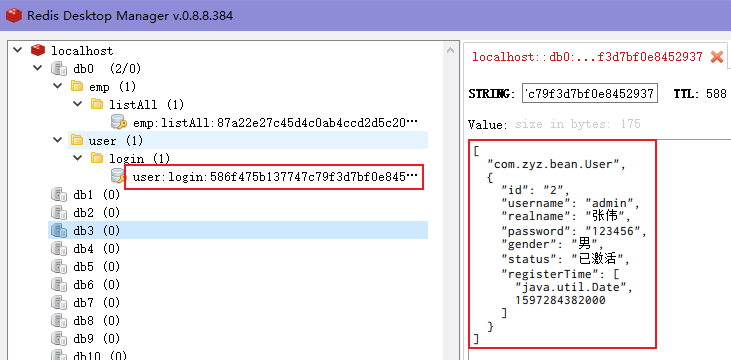 Redis Desktop Manager v.0.8.8.384
localhost
db0 (2/0)
emp (1)
listAll (1)
emp:listAll:87a22e27c45d4c0ab4ccd2d5c20···
user (1)
login (1)
user:login:586f475b137747c79f3d7bf0e845···
db1 (0)
db2 (0)
db3 (0)
db4 (0)
db5 (0)
db6 (0)
db7 (0)
db8 (0)
db9 (0)
db10 (0)
localhost::db0:...f3d7bf0e8452937
STRING: 'c79f3d7bf0e8452937 TTL: 588
Value: size in bytes: 175
[
"com.zyz.bean.User",
{
"id": "2",
"username": "admin",
"realname": "张伟",
"password": "123456",
"gender": "男",
"status": "已激活",
"registerTime": [
"java.util.Date",
1597284382000
]
}
]